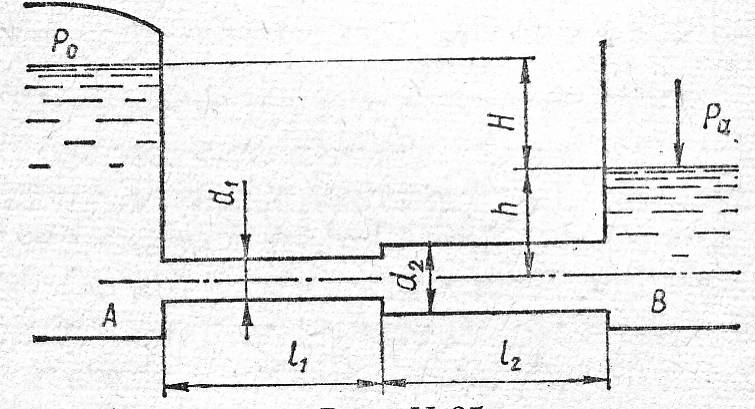 P₀
H
Pa
d₁
h
d₂
A
B
l₁
l₂